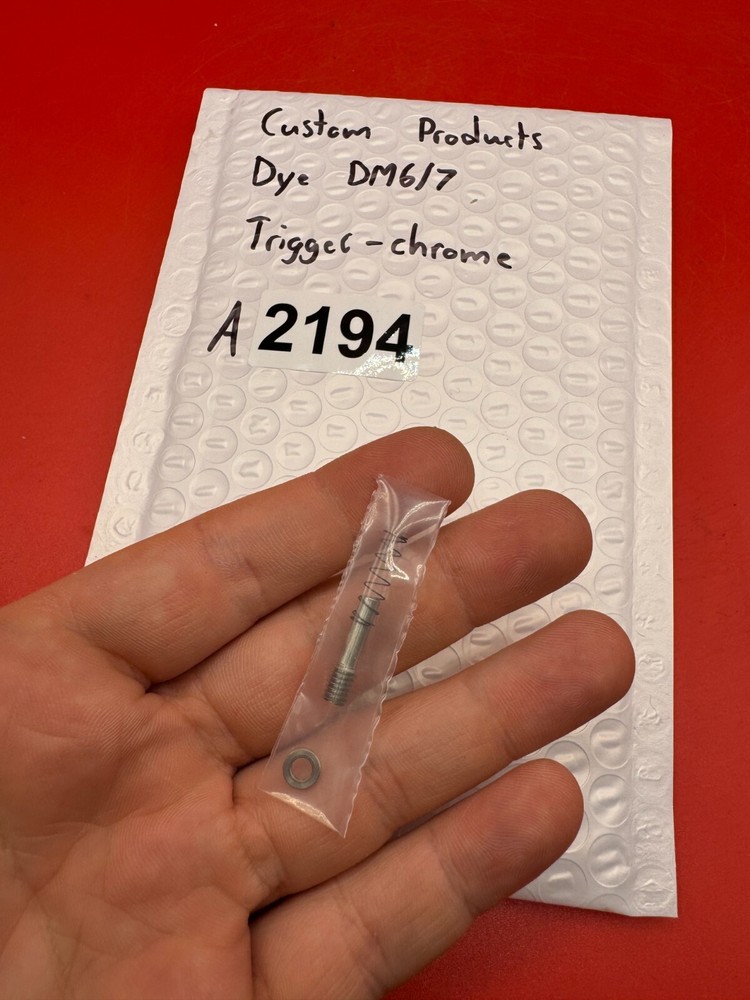 Custom Products
Dye DM6/7
Trigger - chrome
A 2194